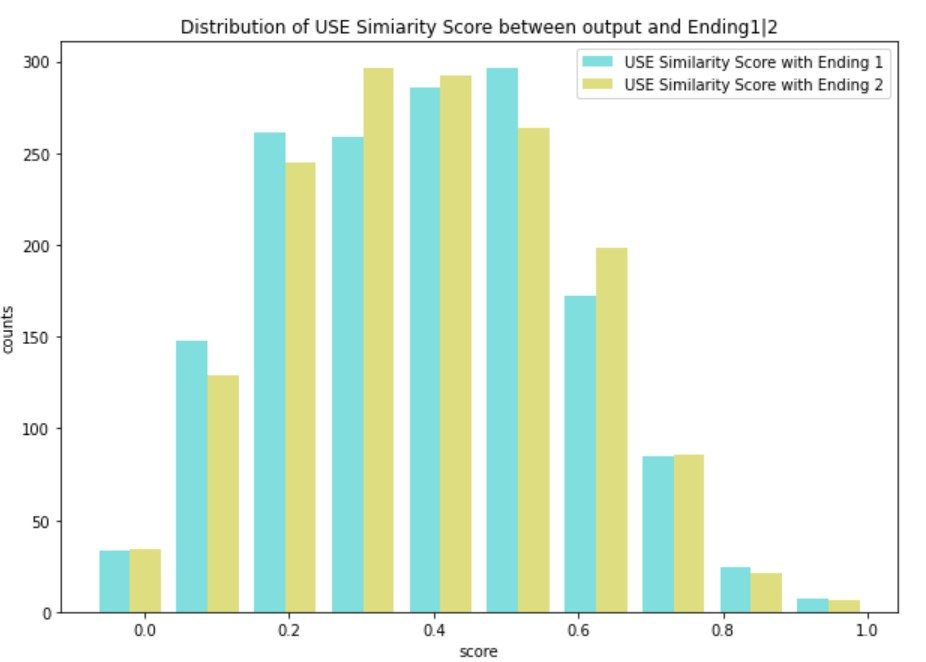 Distribution of USE Simiarity Score between output and Ending1|2
USE Similarity Score with Ending 1
USE Similarity Score with Ending 2
300
250
200
150
100
50
0
counts
0.0 0.2 0.4 0.6 0.8 1.0
score